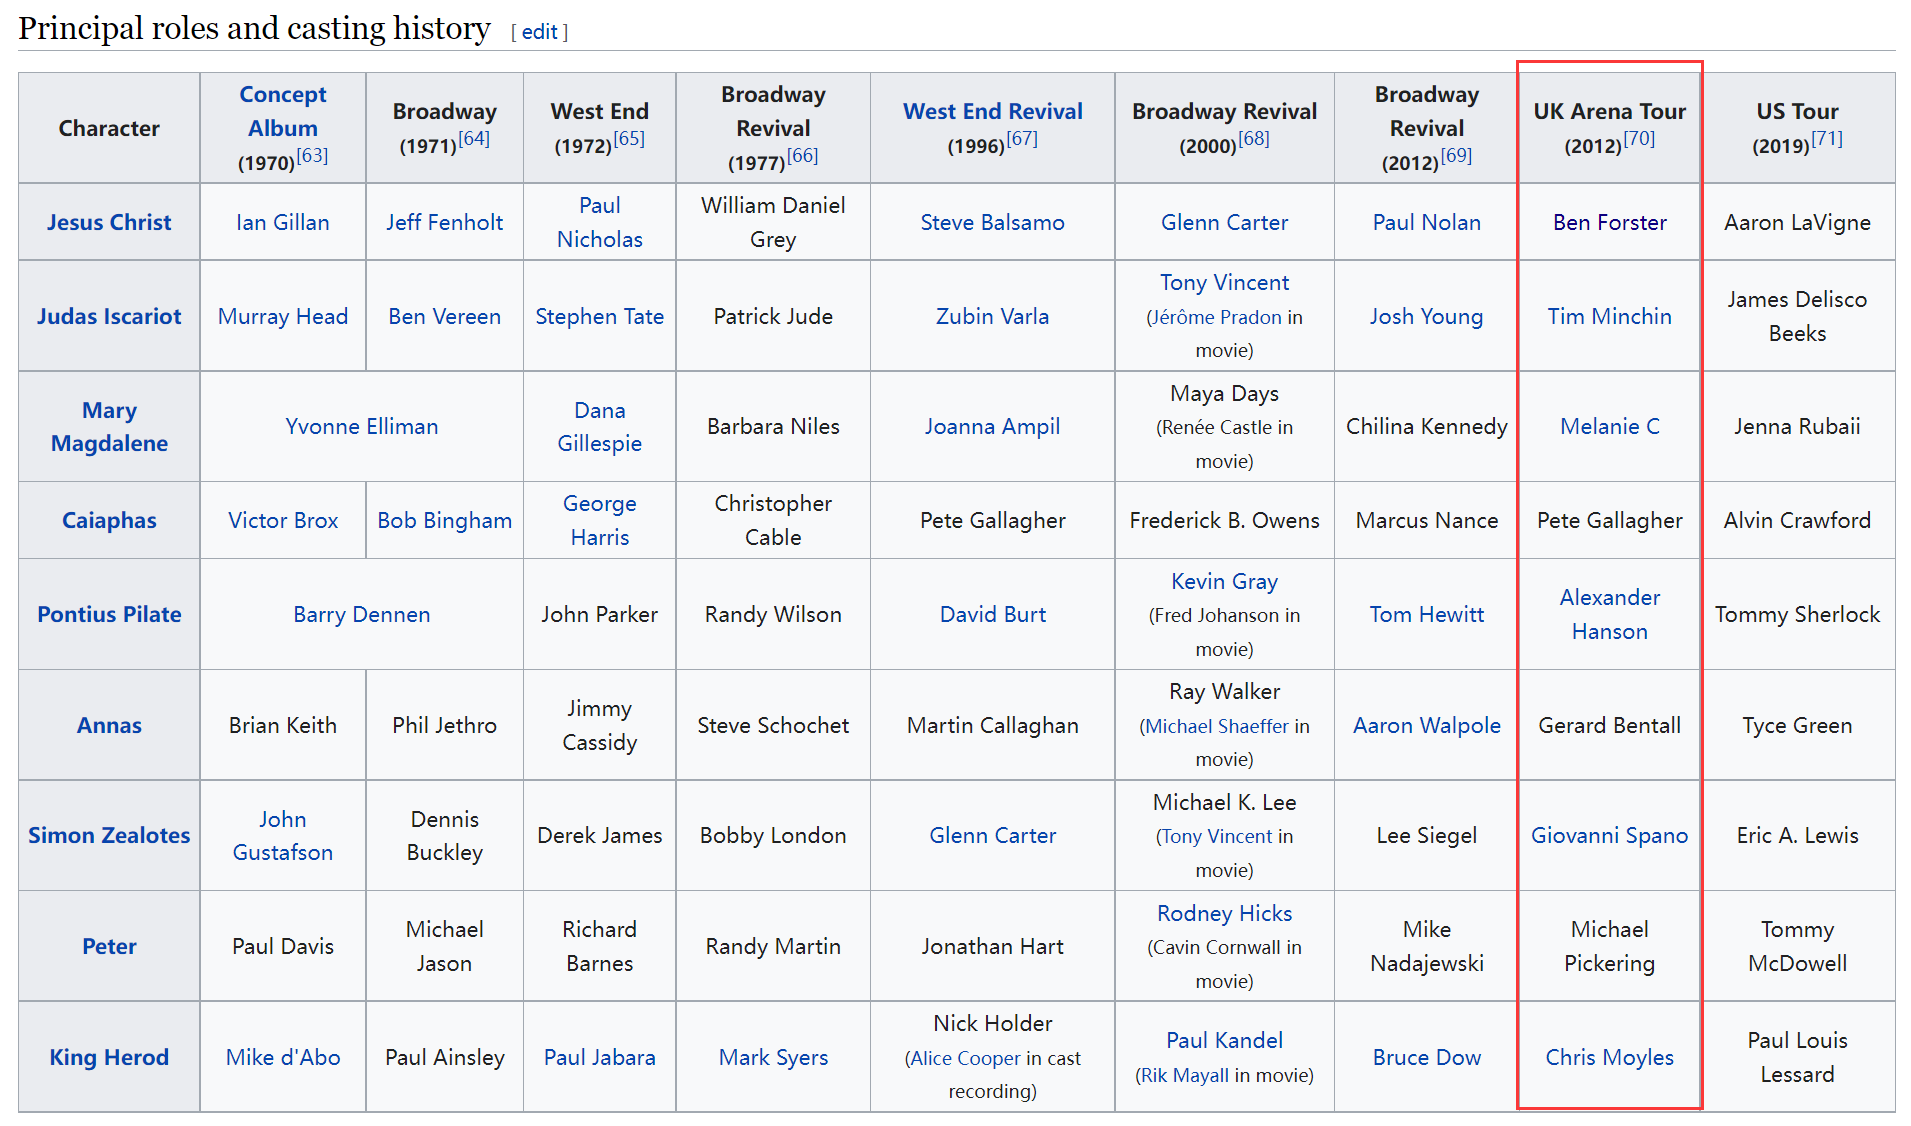 Principal roles and casting history [ edit ]
Character
Concept
Album
(1970)[63]
Broadway
(1971)[64]
West End
(1972)[65]
Broadway
Revival
(1977)[66]
West End Revival
(1996)[67]
Broadway Revival
(2000)[68]
Broadway
Revival
(2012)[69]
UK Arena Tour
(2012)[70]
US Tour
(2019)[71]
Jesus Christ
Ian Gillan
Jeff Fenholt
Paul
Nicholas
William Daniel
Grey
Steve Balsamo
Glenn Carter
Paul Nolan
Ben Forster
Aaron LaVigne
Judas Iscariot
Murray Head
Ben Vereen
Stephen Tate
Patrick Jude
Zubin Varla
Tony Vincent
(Jérôme Pradon in
movie)
Josh Young
Tim Minchin
James Delisco
Beeks
Mary
Magdalene
Yvonne Elliman
Dana
Gillespie
Barbara Niles
Joanna Ampil
Maya Days
(Renée Castle in
movie)
Chilina Kennedy
Melanie C
Jenna Rubaii
Caiaphas
Victor Brox
Bob Bingham
George
Harris
Christopher
Cable
Pete Gallagher
Frederick B. Owens
Marcus Nance
Pete Gallagher
Alvin Crawford
Pontius Pilate
Barry Dennen
John Parker
Randy Wilson
David Burt
Kevin Gray
(Fred Johanson in
movie)
Tom Hewitt
Alexander
Hanson
Tommy Sherlock
Annas
Brian Keith
Phil Jethro
Jimmy
Cassidy
Steve Schochet
Martin Callaghan
Ray Walker
(Michael Shaeffer in
movie)
Aaron Walpole
Gerard Bentall
Tyce Green
Simon Zealotes
John
Gustafson
Dennis
Buckley
Derek James
Bobby London
Glenn Carter
Michael K. Lee
(Tony Vincent in
movie)
Lee Siegel
Giovanni Spano
Eric A. Lewis
Peter
Paul Davis
Michael
Jason
Richard
Barnes
Randy Martin
Jonathan Hart
Rodney Hicks
(Cavin Cornwall in
movie)
Mike
Nadajewski
Michael
Pickering
Tommy
McDowell
King Herod
Mike d'Abo
Paul Ainsley
Paul Jabara
Mark Syers
Nick Holder
(Alice Cooper in cast
recording)
Paul Kandel
(Rik Mayall in movie)
Bruce Dow
Chris Moyles
Paul Louis
Lessard